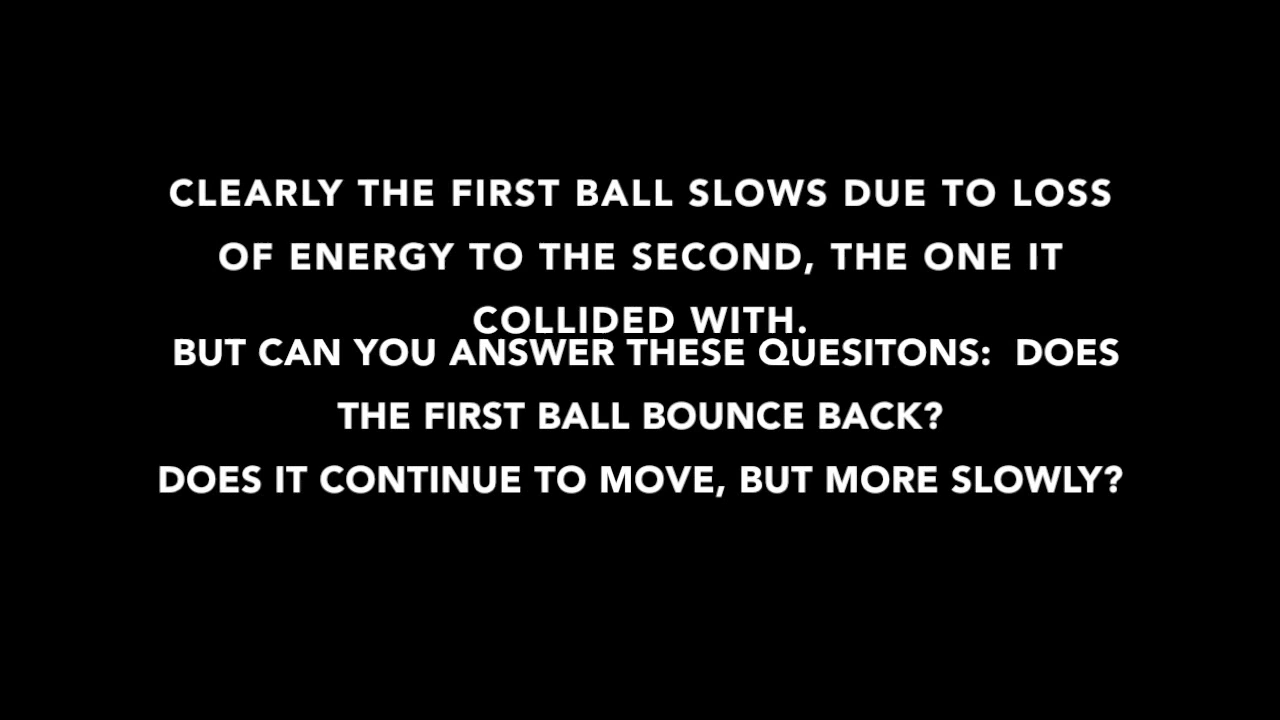 CLEARLY THE FIRST BALL SLOWS DUE TO LOSS
OF ENERGY TO THE SECOND, THE ONE IT
COLLIDED WITH.
BUT CAN YOU ANSWER THESE QUESITONS:  DOES
THE FIRST BALL BOUNCE BACK?
DOES IT CONTINUE TO MOVE, BUT MORE SLOWLY?